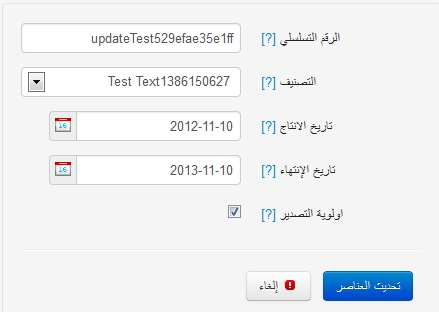 الرقم التسلسلي [?] updateTest529efae35e1ff
التصنيف [?] Test Text1386150627
تاريخ الانتاج [?] 2012-11-10
تاريخ الإنتهاء [?] 2013-11-10
اولوية التصدير [?]
تحديث العناصر إلغاء